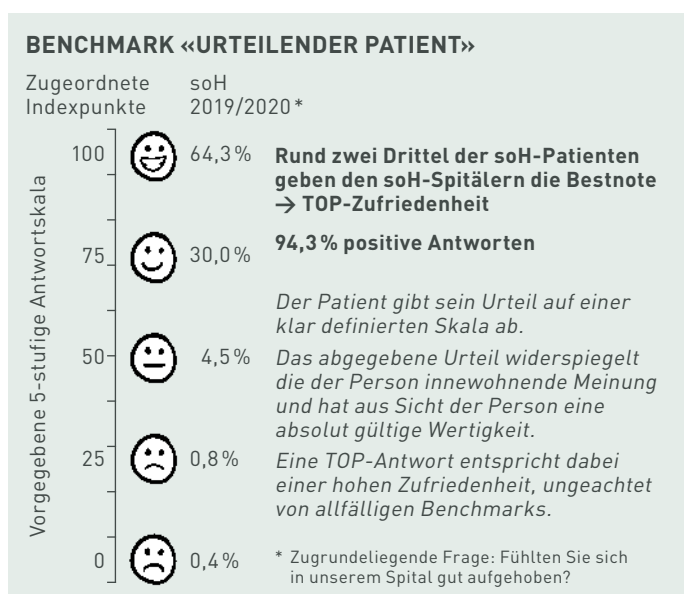 BENCHMARK «URTEILENDER PATIENT»
Zugeordnete
Indexpunkte
soH
2019/2020*
Vorgegebene 5-stufige Antwortskala
100
64,3 %
75
30,0 %
50
4,5 %
25
0,8 %
0
0,4 %
Rund zwei Drittel der soH-Patienten
geben den soH-Spitälern die Bestnote
→ TOP-Zufriedenheit
94,3 % positive Antworten
Der Patient gibt sein Urteil auf einer
klar definierten Skala ab.
Das abgegebene Urteil widerspiegelt
die der Person innewohnende Meinung
und hat aus Sicht der Person eine
absolut gültige Wertigkeit.
Eine TOP-Antwort entspricht dabei
einer hohen Zufriedenheit, ungeachtet
von allfälligen Benchmarks.
* Zugrundeliegende Frage: Fühlten Sie sich
in unserem Spital gut aufgehoben?